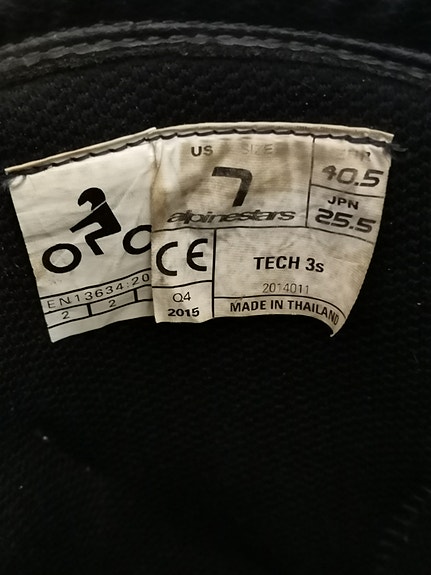 US SIZE
7
alpinestars
EUR
40.5
JPN
25.5
CE
TECH 3s
2014011
Q4
2015
MADE IN THAILAND
EN13634:20
2 2